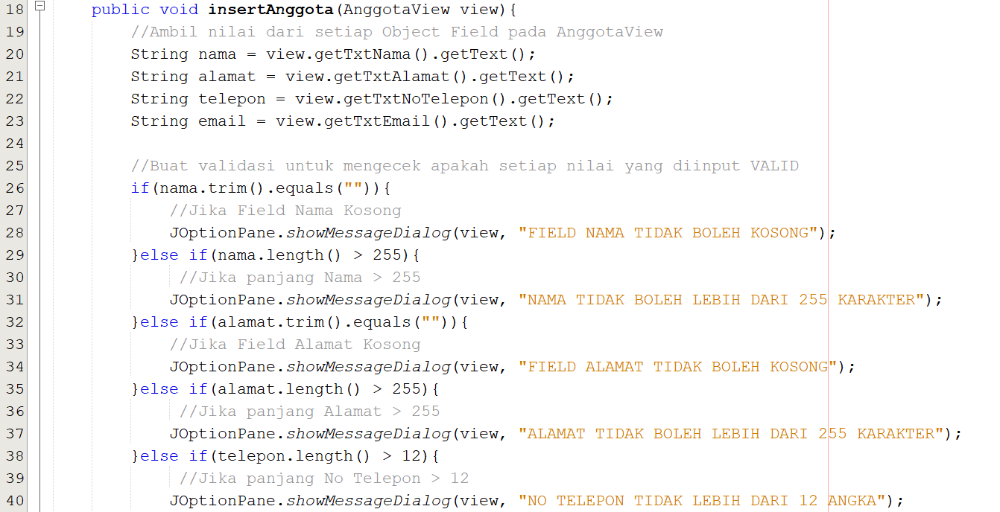 18 public void insertAnggota(AnggotaView view){
19 //Ambil nilai dari setiap Object Field pada AnggotaView
20 String nama = view.getTxtNama().getText();
21 String alamat = view.getTxtAlamat().getText();
22 String telepon = view.getTxtNoTelepon().getText();
23 String email = view.getTxtEmail().getText();
24
25 //Buat validasi untuk mengecek apakah setiap nilai yang diinput VALID
26 if(nama.trim().equals("")){
27 //Jika Field Nama Kosong
28 JOptionPane.showMessageDialog(view, "FIELD NAMA TIDAK BOLEH KOSONG");
29 }else if(nama.length() > 255){
30 //Jika panjang Nama > 255
31 JOptionPane.showMessageDialog(view, "NAMA TIDAK BOLEH LEBIH DARI 255 KARAKTER");
32 }else if(alamat.trim().equals("")){
33 //Jika Field Alamat Kosong
34 JOptionPane.showMessageDialog(view, "FIELD ALAMAT TIDAK BOLEH KOSONG");
35 }else if(alamat.length() > 255){
36 //Jika panjang Alamat > 255
37 JOptionPane.showMessageDialog(view, "ALAMAT TIDAK BOLEH LEBIH DARI 255 KARAKTER");
38 }else if(telepon.length() > 12){
39 //Jika panjang No Telepon > 12
40 JOptionPane.showMessageDialog(view, "NO TELEPON TIDAK LEBIH DARI 12 ANGKA");